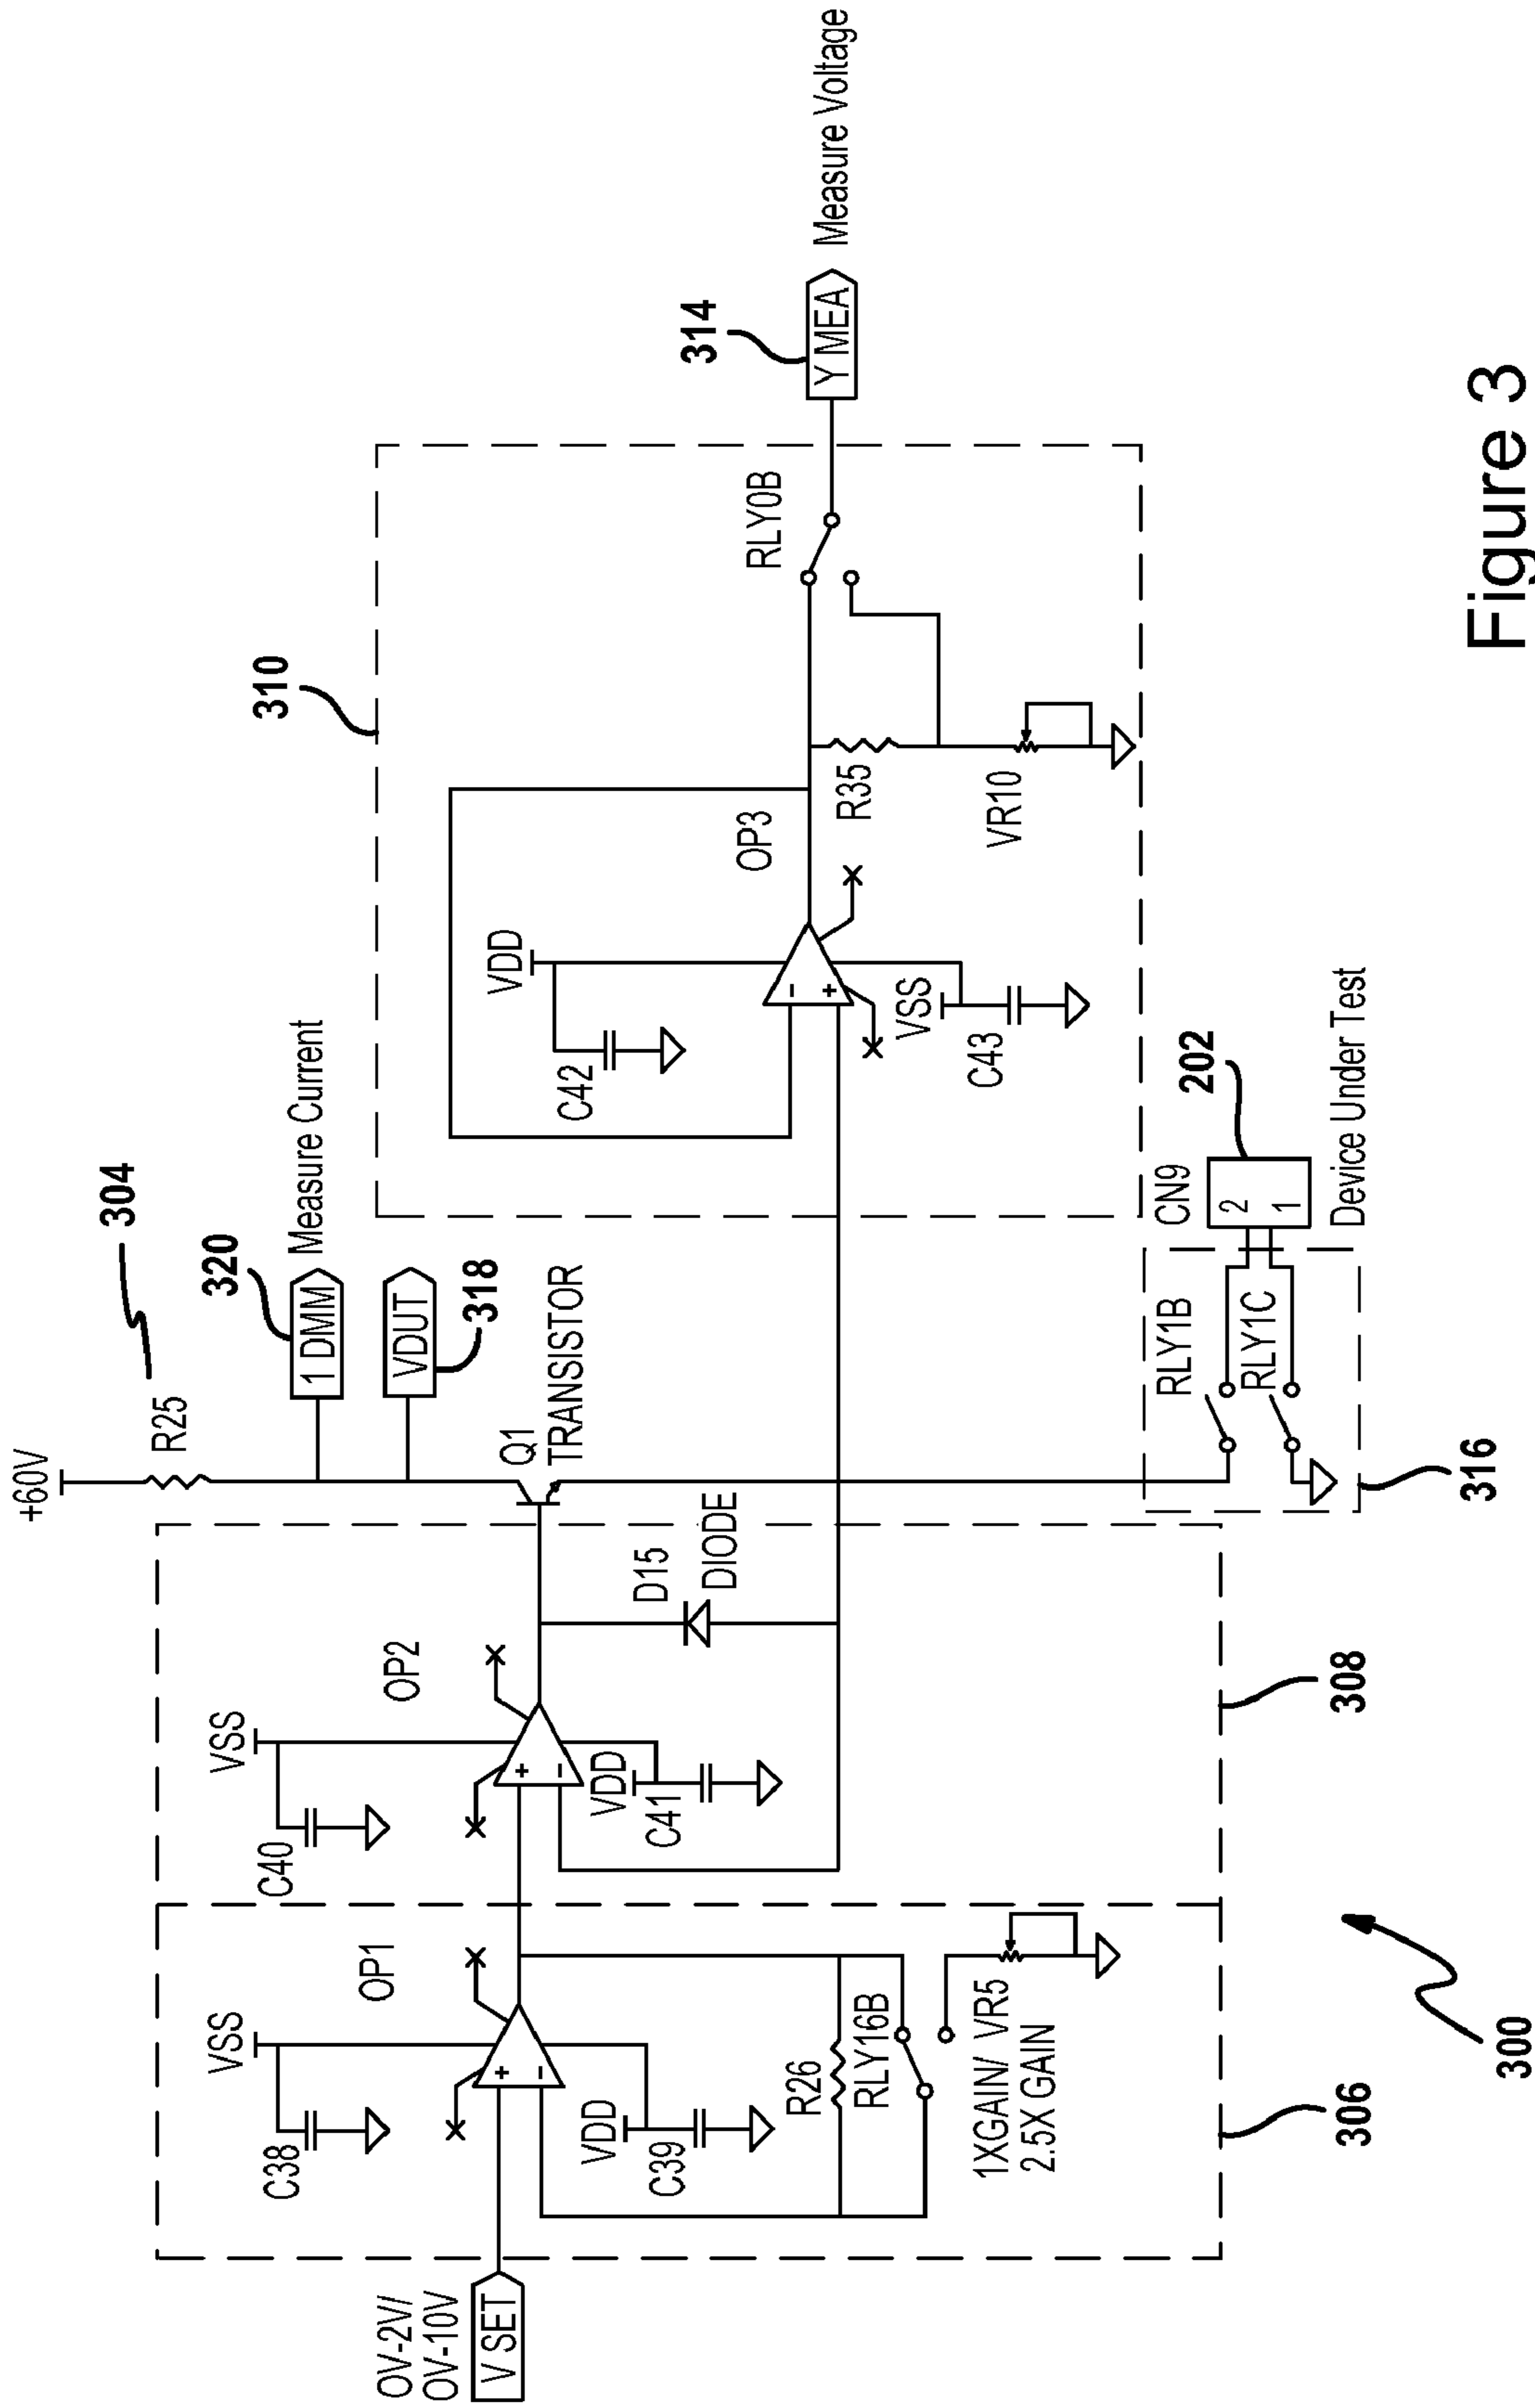 +60V
R25
304
320
1 DMM
Measure Current
VDUT
318
Q1
TRANSISTOR
310
OP3
VDD
C42
VSS
C43
R35
VR10
RLY0B
314
Y MEA
Measure Voltage
OV-2V/
OV-10V
V SET
VSS
C38
OP1
VDD
C39
R26
RLY16B
1XGAIN/ VR5
2.5X GAIN
306
VSS
C40
OP2
VDD
C41
D15
DIODE
308
RLY1B
RLY1C
CN9
2
1
202
Device Under Test
316
300
Figure 3